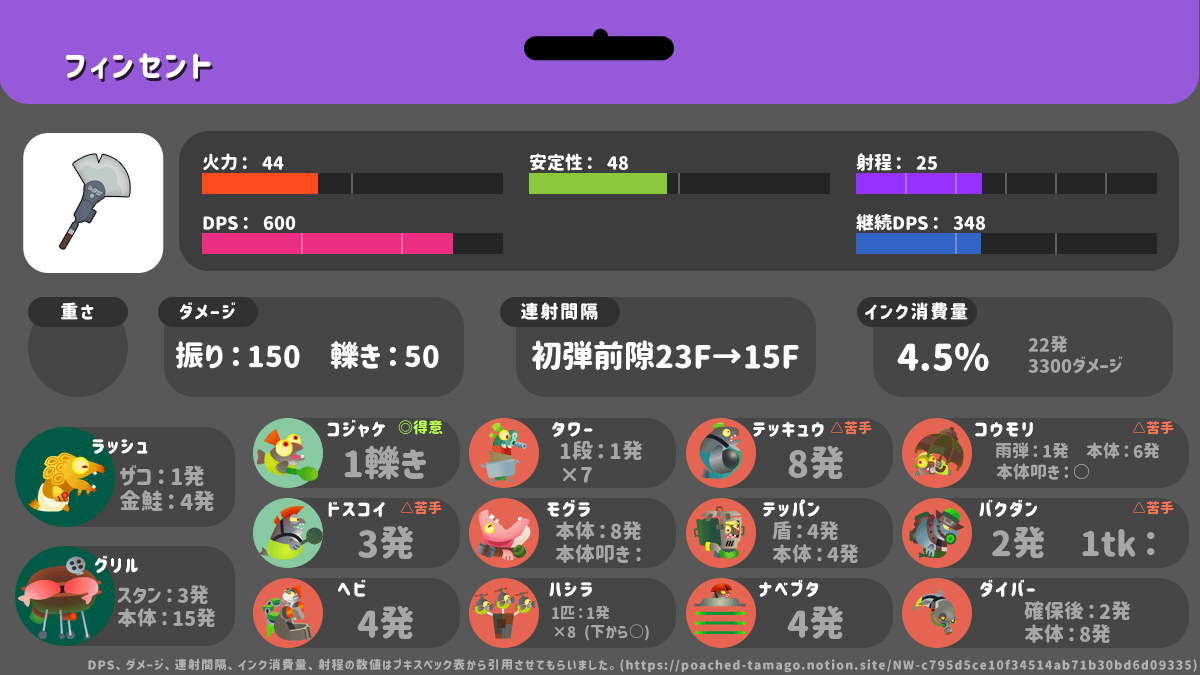 フィンセント
火力: 44
安定性: 48
射程: 25
DPS: 600
継続DPS: 348
重さ
ダメージ
振り:150 轢き:50
連射間隔
初弾前隙23F→15F
インク消費量
4.5%
22発
3300ダメージ
ラッシュ
ザコ:1発
金鮭:4発
グリル
スタン:3発
本体:15発
コジャケ ◎得意
1轢き
タワー
1段:1発
×7
テッキュウ △苦手
8発
コウモリ △苦手
雨弾:1発 本体:6発
本体叩き:○
ドスコイ △苦手
3発
モグラ
本体:8発
本体叩き:
テッパン
盾:4発
本体:4発
バクダン △苦手
2発 1tk:
ヘビ
4発
ハシラ
1匹:1発
×8 (下から○)
ナベブタ
4発
ダイバー
確保後:2発
本体:8発
DPS、ダメージ、連射間隔、インク消費量、射程の数値はブキスペック表から引用させてもらいました。(https://poached-tamago.notion.site/NW-c795d5ce10f34514ab71b30bd6d09335)